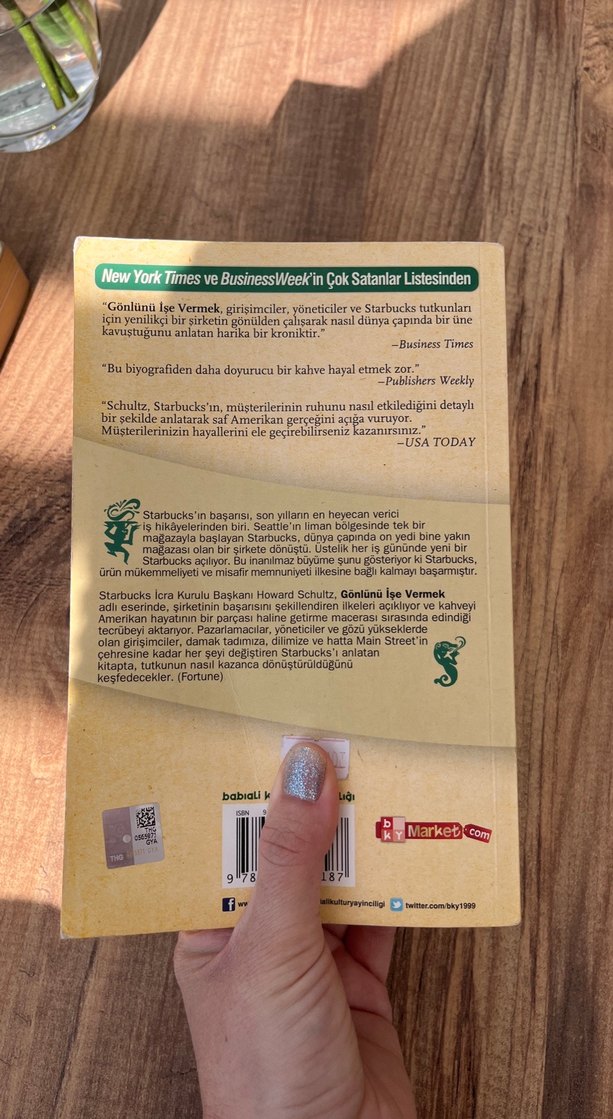 New York Times ve BusinessWeek'in Çok Satanlar Listesinden
"Gönlünü İşe Vermek, girişimciler, yöneticiler ve Starbucks tutkunları
için yenilikçi bir şirketin gönülden çalışarak nasıl dünya çapında bir üne
kavuştuğunu anlatan harika bir kroniktir."
–Business Times
"Bu biyografiden daha doyurucu bir kahve hayal etmek zor."
–Publishers Weekly
"Schultz, Starbucks'ın, müşterilerinin ruhunu nasıl etkilediğini detaylı
bir şekilde anlatarak saf Amerikan gerçeğini açığa vuruyor.
Müşterilerinizin hayallerini ele geçirebilirseniz kazanırsınız."
–USA TODAY
Starbucks'ın başarısı, son yılların en heyecan verici
iş hikâyelerinden biri. Seattle'ın liman bölgesinde tek bir
mağazayla başlayan Starbucks, dünya çapında on yedi bine yakın
mağazası olan bir şirkete dönüştü. Üstelik her iş gününde yeni bir
Starbucks açılıyor. Bu inanılmaz büyüme şunu gösteriyor ki Starbucks,
ürün mükemmeliyeti ve misafir memnuniyeti ilkesine bağlı kalmayı başarmıştır.
Starbucks İcra Kurulu Başkanı Howard Schultz, Gönlünü İşe Vermek
adlı eserinde, şirketinin başarısını şekillendiren ilkeleri açıklıyor ve kahveyi
Amerikan hayatının bir parçası haline getirme macerası sırasında edindiği
tecrübeyi aktarıyor. Pazarlamacılar, yöneticiler ve gözü yükseklerde
olan girişimciler, damak tadımıza, dilimize ve hatta Main Street'in
çehresine kadar her şeyi değiştiren Starbucks'ı anlatan
kitapta, tutkunun nasıl kazanca dönüştürüldüğünü
keşfedecekler. (Fortune)
babıali
THG
0555871
GYA
THG
ISBN 9
9 78 187
bky Market.com
twitter.com/bky1999